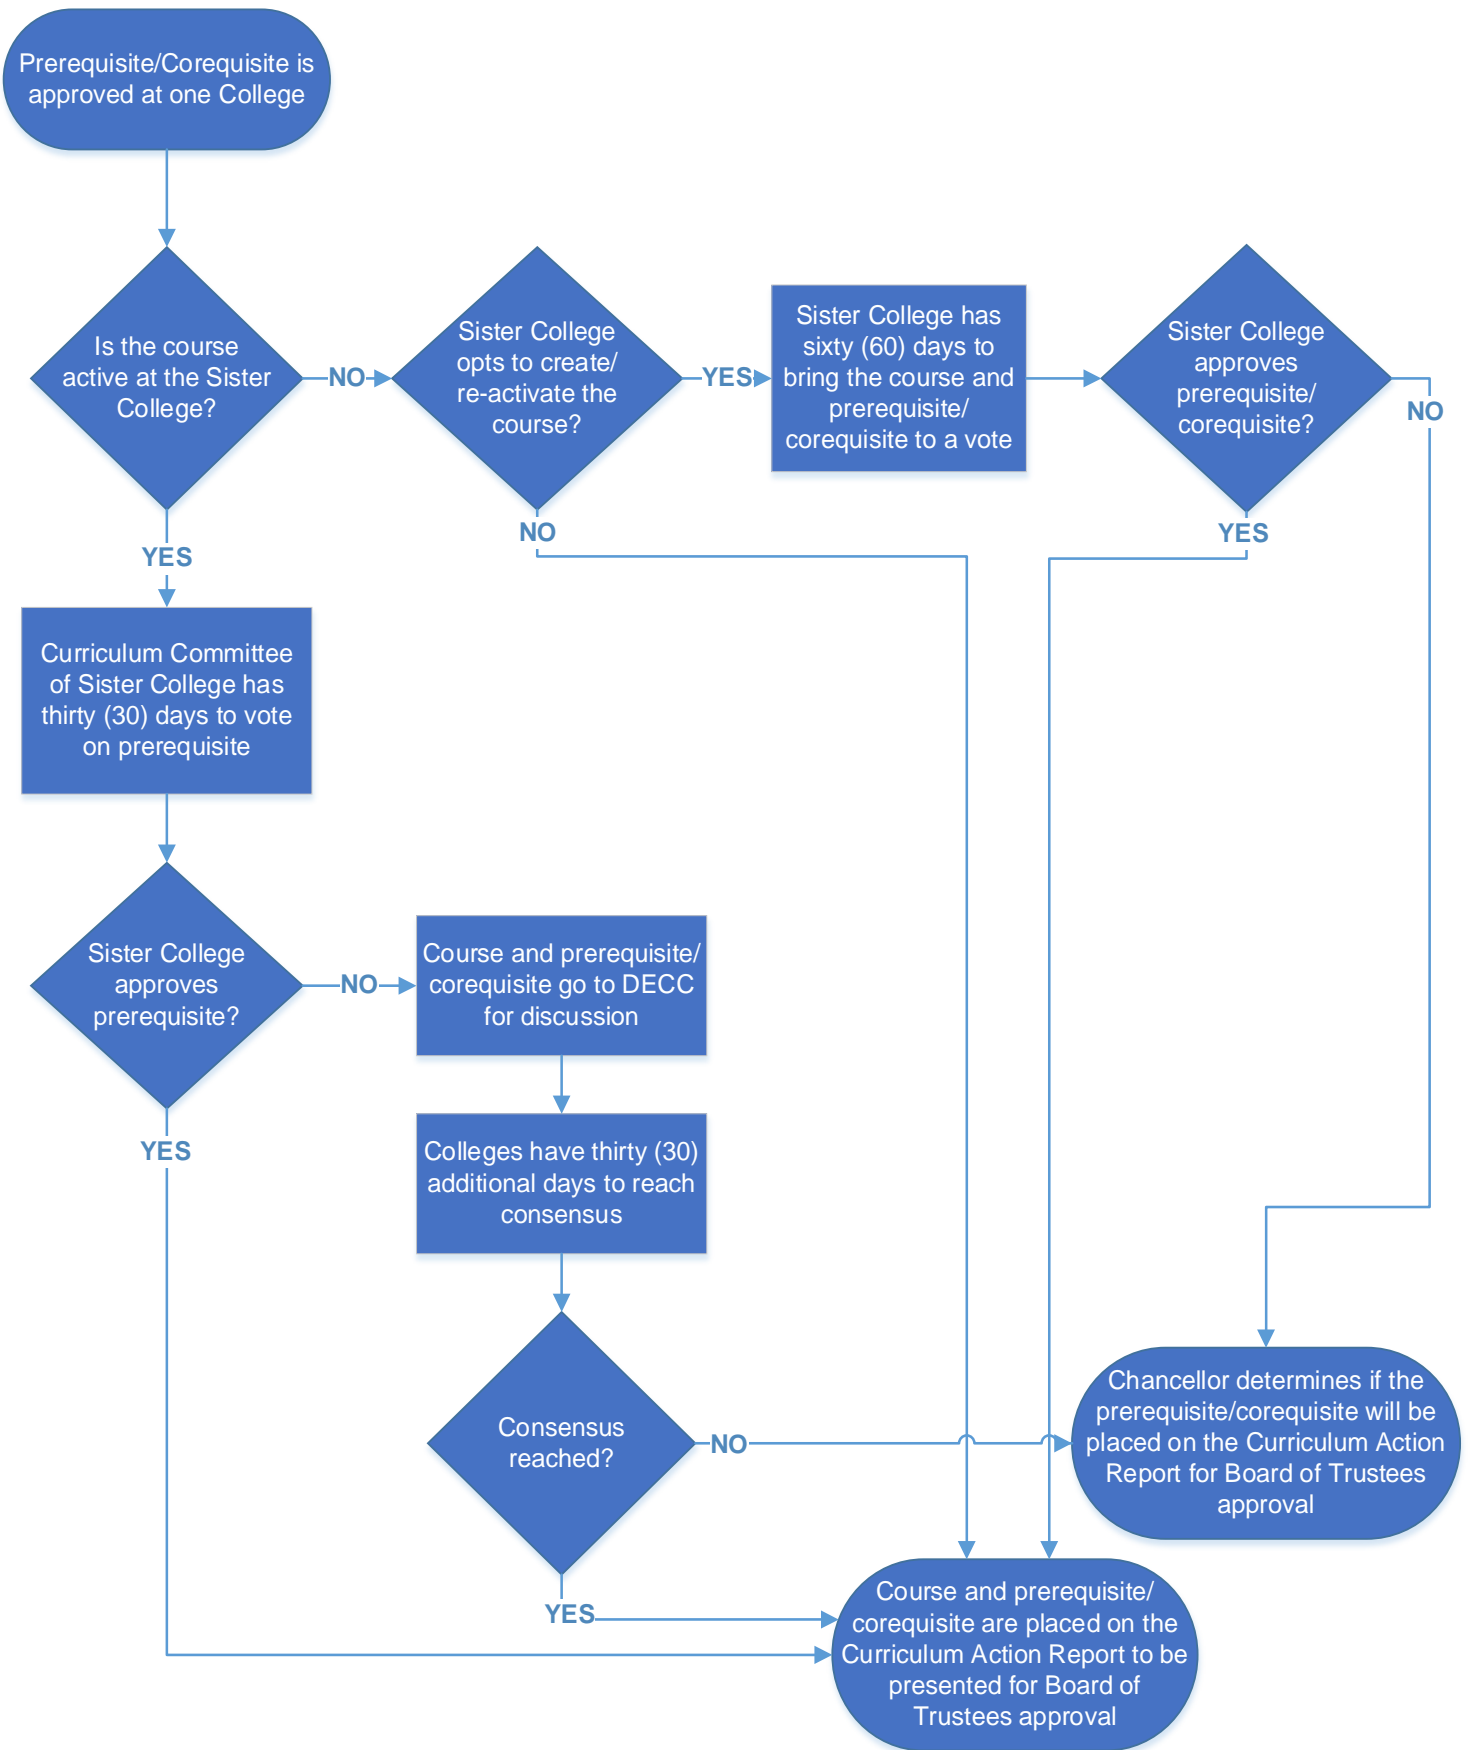 Prerequisite/Corequisite is
approved at one College
Is the course
active at the Sister
College?
NO
Sister College
opts to create/
re-activate the
course?
YES
Sister College has
sixty (60) days to
bring the course and
prerequisite/
corequisite to a vote
Sister College
approves
prerequisite/
corequisite?
NO
NO
YES
YES
Curriculum Committee
of Sister College has
thirty (30) days to vote
on prerequisite
Sister College
approves
prerequisite?
NO
Course and prerequisite/
corequisite go to DECC
for discussion
YES
Colleges have thirty (30)
additional days to reach
consensus
Consensus
reached?
NO
Chancellor determines if the
prerequisite/corequisite will be
placed on the Curriculum Action
Report for Board of Trustees
approval
YES
Course and prerequisite/
corequisite are placed on the
Curriculum Action Report to be
presented for Board of
Trustees approval